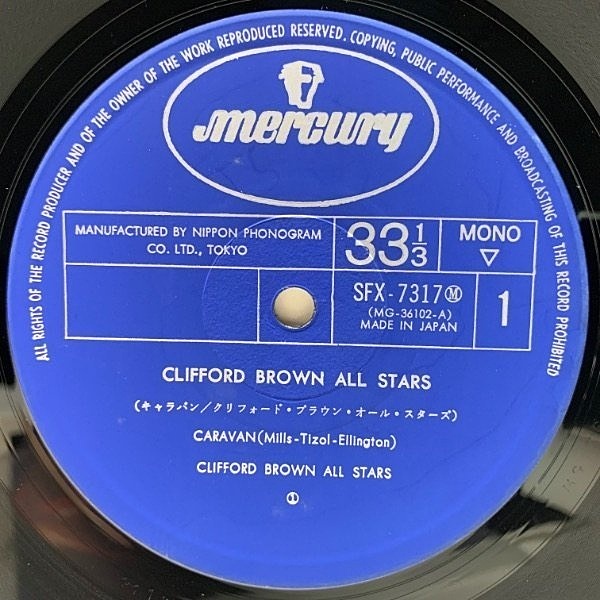 ALL RIGHTS OF THE RECORD PRODUCER AND OF THE OWNER OF THE WORK REPRODUCED RESERVED. COPYING, PUBLIC PERFORMANCE AND BROADCASTING OF THIS RECORD PROHIBITED
mercury
MANUFACTURED BY NIPPON PHONOGRAM
CO. LTD., TOKYO
33 1/3
MONO
▽
SFX-7317Ⓜ
(MG-36102-A)
MADE IN JAPAN
1
CLIFFORD BROWN ALL STARS
(キャラバン/クリフォード・ブラウン・オール・スターズ)
CARAVAN(Mills-Tizol-Ellington)
CLIFFORD BROWN ALL STARS
①